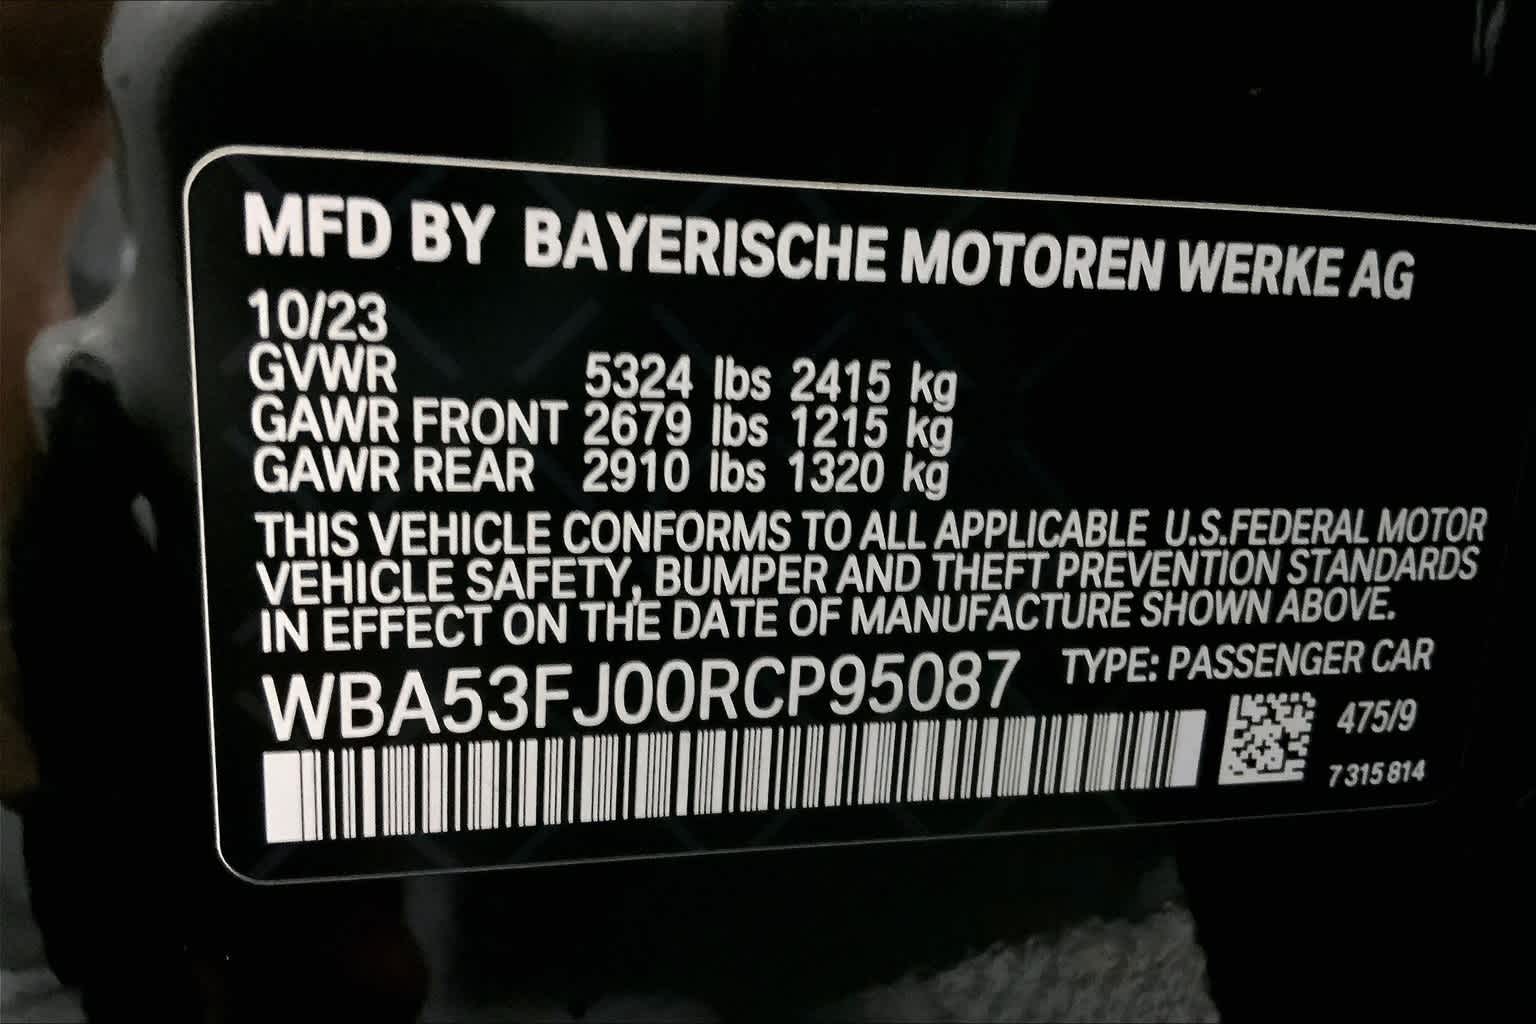 MFD BY BAYERISCHE MOTOREN WERKE AG
10/23
GVWR 5324 lbs 2415 kg
GAWR FRONT 2679 lbs 1215 kg
GAWR REAR 2910 lbs 1320 kg
THIS VEHICLE CONFORMS TO ALL APPLICABLE U.S.FEDERAL MOTOR
VEHICLE SAFETY, BUMPER AND THEFT PREVENTION STANDARDS
IN EFFECT ON THE DATE OF MANUFACTURE SHOWN ABOVE.
WBA53FJ00RCP95087 TYPE: PASSENGER CAR
475/9
7 315 814